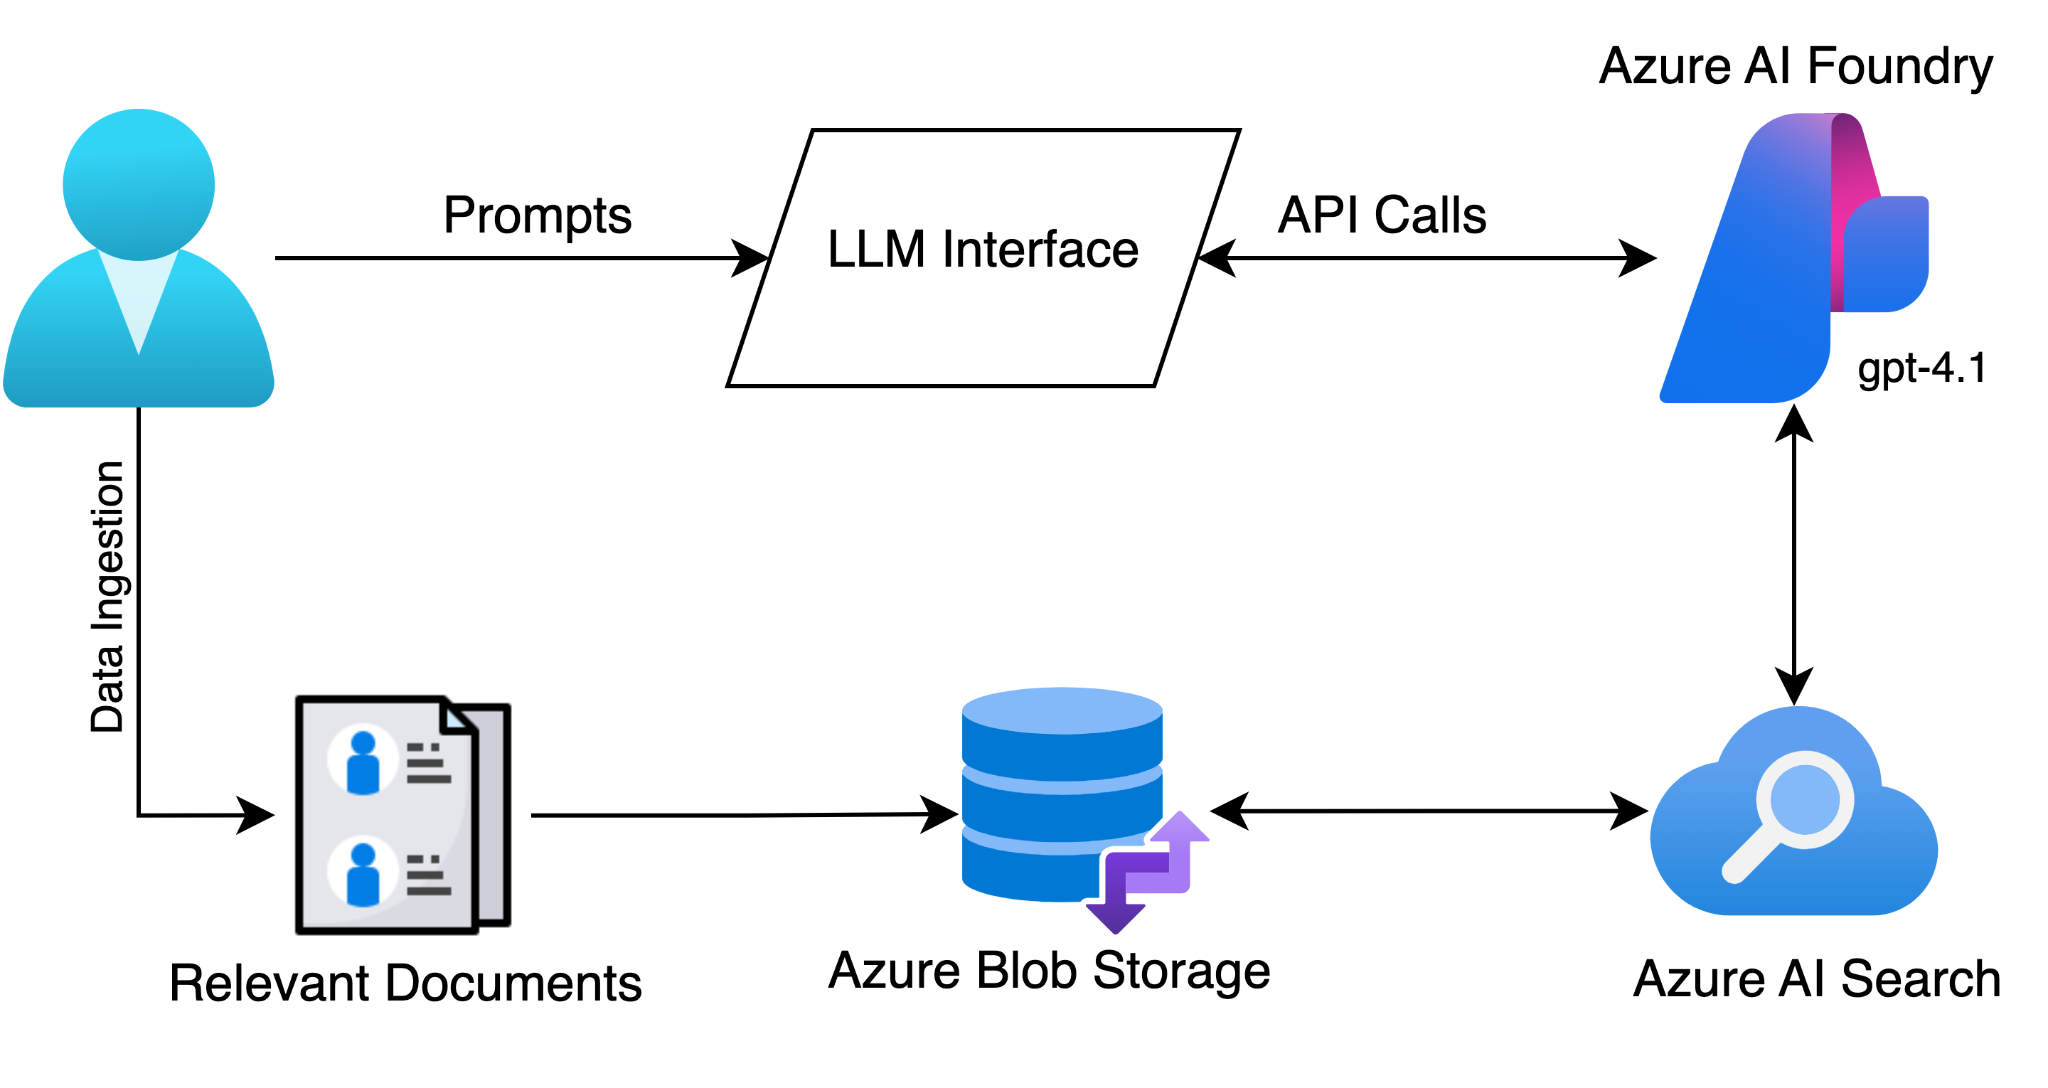 Azure AI Foundry
Prompts
LLM Interface
API Calls
gpt-4.1
Data Ingestion
Relevant Documents
Azure Blob Storage
Azure AI Search